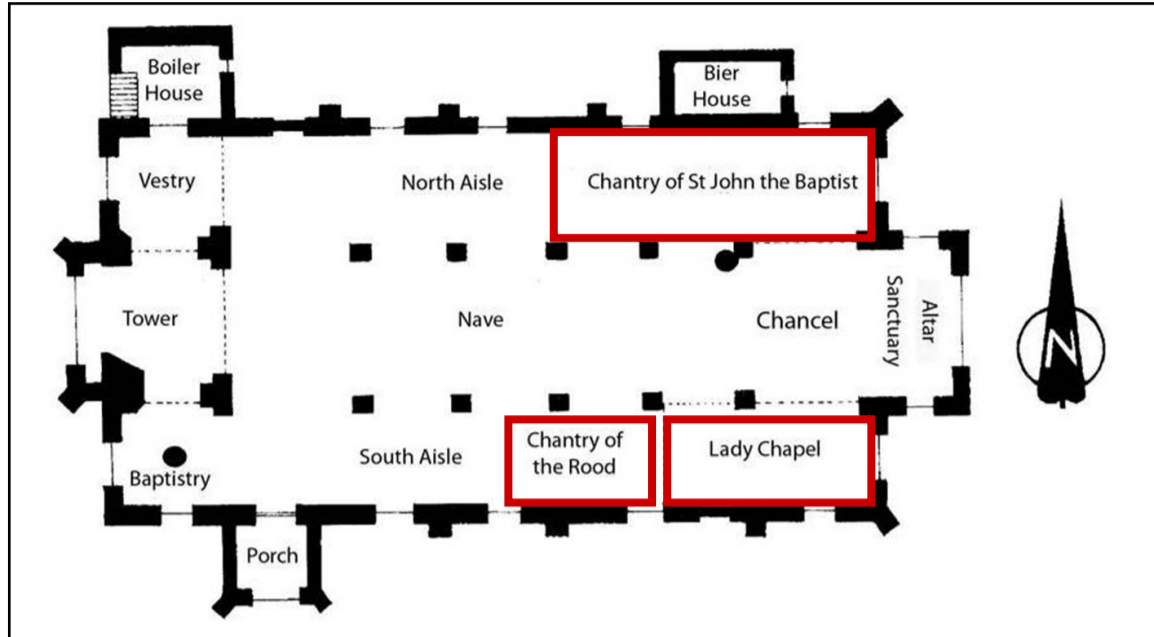 Boiler
House
Bier
House
Vestry
North Aisle
Chantry of St John the Baptist
Tower
Nave
Chancel
Sanctuary
Altar
N
Chantry of
the Rood
Lady Chapel
South Aisle
Baptistry
Porch